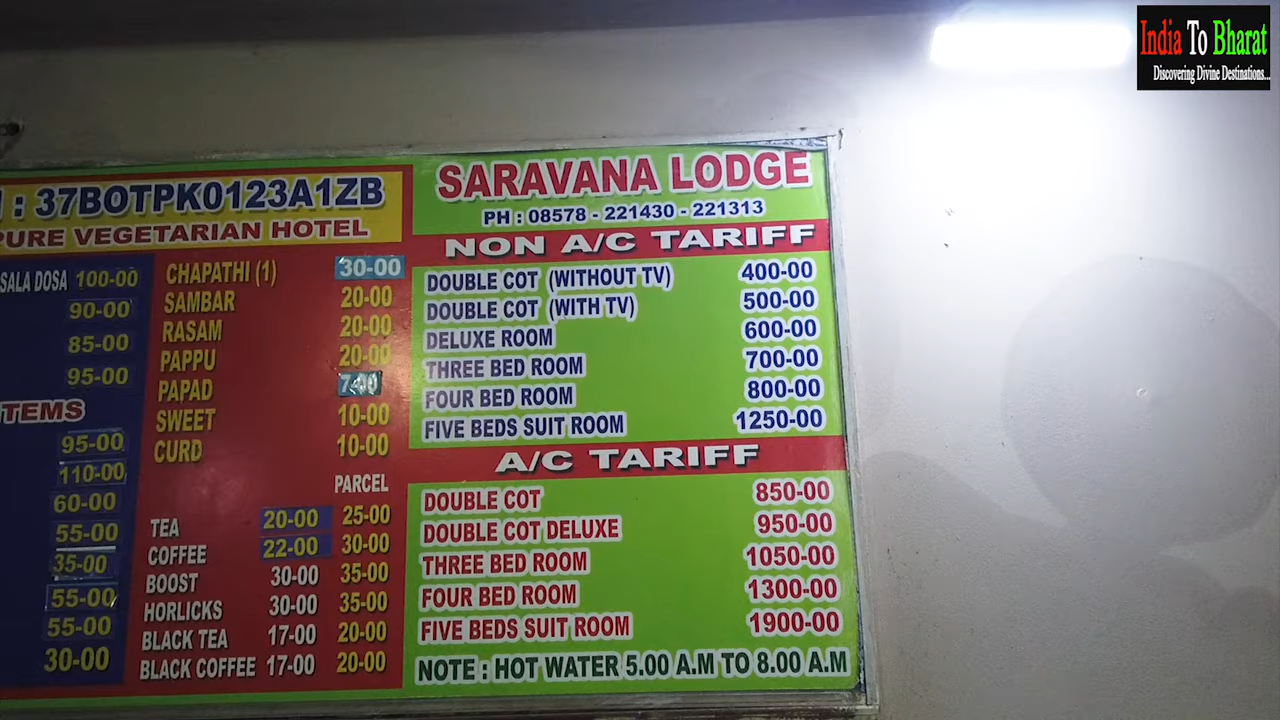 India To Bharat
Discovering Divine Destinations...
: 37BOTPK0123A1ZB
PURE VEGETARIAN HOTEL
SALA DOSA 100-00
90-00
85-00
95-00
TEMS
95-00
110-00
60-00
55-00
35-00
55-00
55-00
30-00
CHAPATHI (1) 30-00
SAMBAR 20-00
RASAM 20-00
PAPPU 20-00
PAPAD
SWEET 10-00
CURD 10-00
PARCEL
TEA 20-00 25-00
COFFEE 22-00 30-00
BOOST 30-00 35-00
HORLICKS 30-00 35-00
BLACK TEA 17-00 20-00
BLACK COFFEE 17-00 20-00
SARAVANA LODGE
PH : 08578 - 221430 - 221313
NON A/C TARIFF
DOUBLE COT (WITHOUT TV) 400-00
DOUBLE COT (WITH TV) 500-00
DELUXE ROOM 600-00
THREE BED ROOM 700-00
FOUR BED ROOM 800-00
FIVE BEDS SUIT ROOM 1250-00
A/C TARIFF
DOUBLE COT 850-00
DOUBLE COT DELUXE 950-00
THREE BED ROOM 1050-00
FOUR BED ROOM 1300-00
FIVE BEDS SUIT ROOM 1900-00
NOTE : HOT WATER 5.00 A.M TO 8.00 A.M